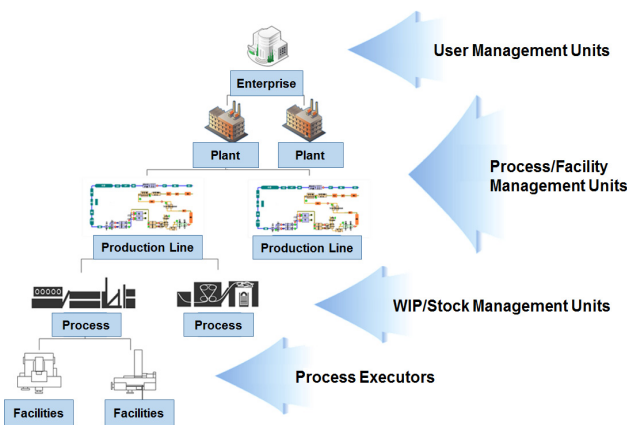 User Management Units
Enterprise
Plant
Plant
Process/Facility
Management Units
Production Line
Production Line
WIP/Stock Management Units
Process
Process
Process Executors
Facilities
Facilities